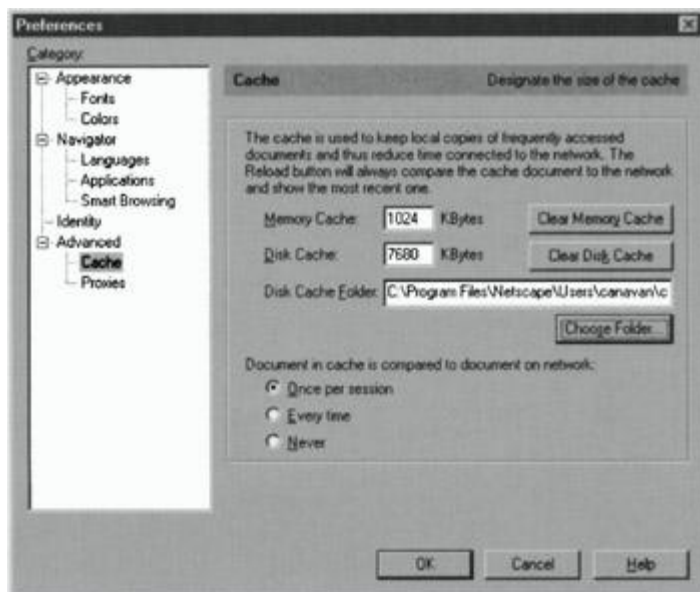 Preferences
Category:
Appearance
Fonts
Colors
Navigator
Languages
Applications
Smart Browsing
Identity
Advanced
Cache
Proxies
Cache
Designate the size of the cache
The cache is used to keep local copies of frequently accessed
documents and thus reduce time connected to the network. The
Reload button will always compare the cache document to the network
and show the most recent one.
Memory Cache: 1024 KBytes Clear Memory Cache
Disk Cache: 7680 KBytes Clear Disk Cache
Disk Cache Folder: C:\Program Files\Netscape\Users\canavan\c
Choose Folder...
Document in cache is compared to document on network:
Once per session
Every time
Never
OK Cancel Help